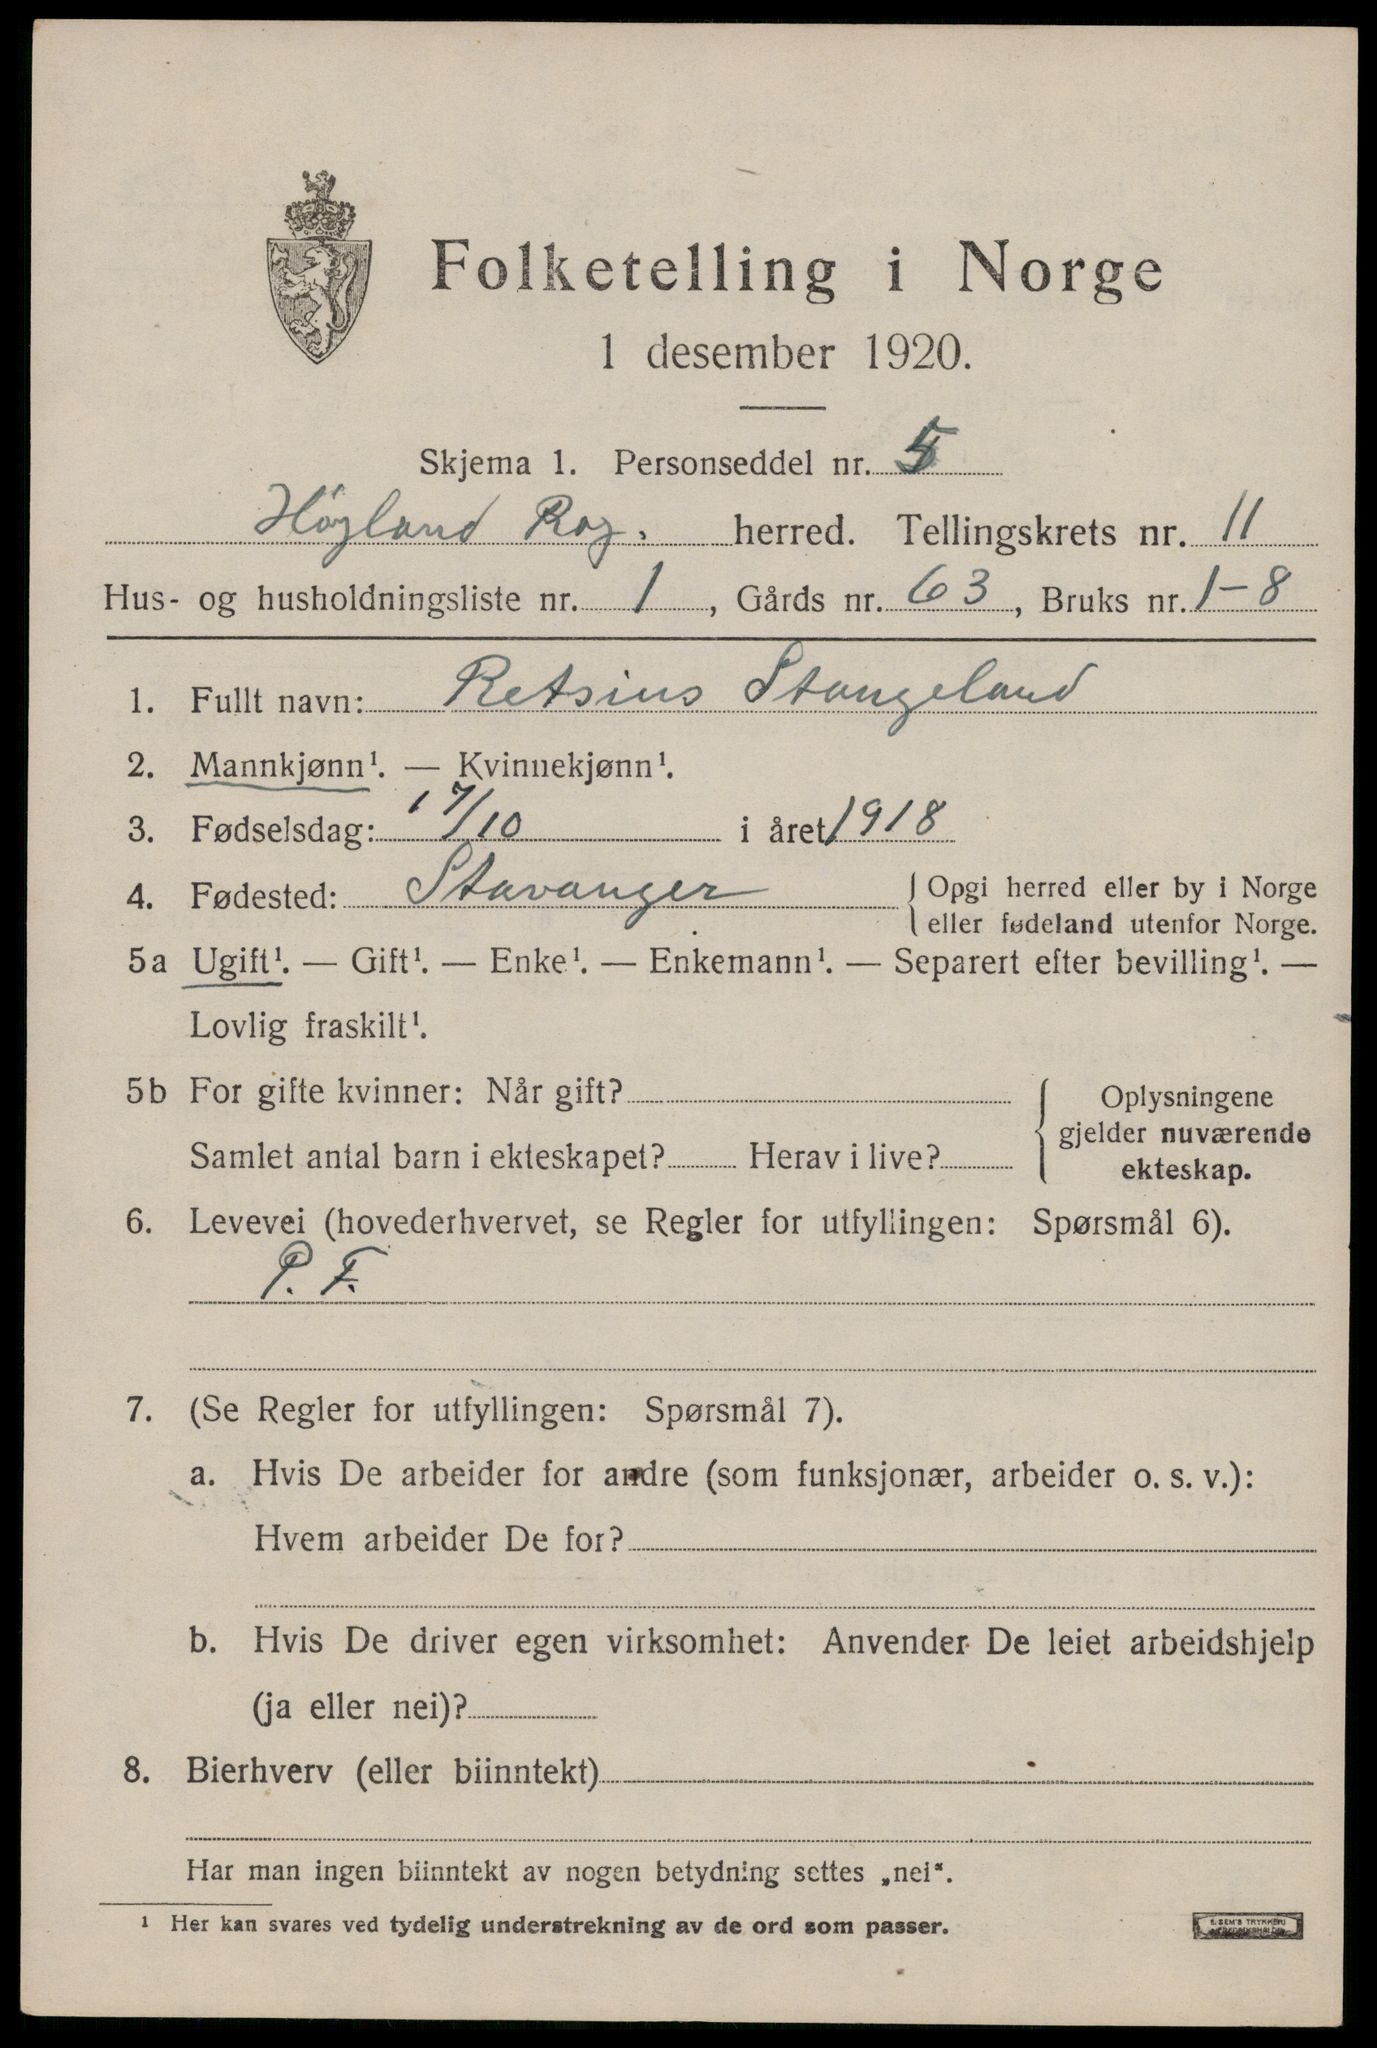 Folketelling i Norge
1 desember 1920.
Skjema 1. Personseddel nr. 5
Høyland Rog. herred. Tellingskrets nr. 11
Hus- og husholdningsliste nr. 1, Gårds nr. 63, Bruks nr. 1-8
1. Fullt navn: Retsius Stangeland
2. Mannkjønn¹. — Kvinnekjønn¹.
3. Fødselsdag: 17/10 i året 1918
4. Fødested: Stavanger { Opgi herred eller by i Norge
eller fødeland utenfor Norge.
5a Ugift¹. — Gift¹. — Enke¹. — Enkemann¹. — Separert efter bevilling¹. —
Lovlig fraskilt¹.
5b For gifte kvinner: Når gift?
Samlet antal barn i ekteskapet? Herav i live?
{ Oplysningene
gjelder nuværende
ekteskap.
6. Levevei (hovederhvervet, se Regler for utfyllingen: Spørsmål 6).
P. F.
7. (Se Regler for utfyllingen: Spørsmål 7).
a. Hvis De arbeider for andre (som funksjonær, arbeider o. s. v.):
Hvem arbeider De for?
b. Hvis De driver egen virksomhet: Anvender De leiet arbeidshjelp
(ja eller nei)?
8. Bierhverv (eller biinntekt)
Har man ingen biinntekt av nogen betydning settes „nei“.
¹ Her kan svares ved tydelig understrekning av de ord som passer.
E. SEM'S TRYKKERI